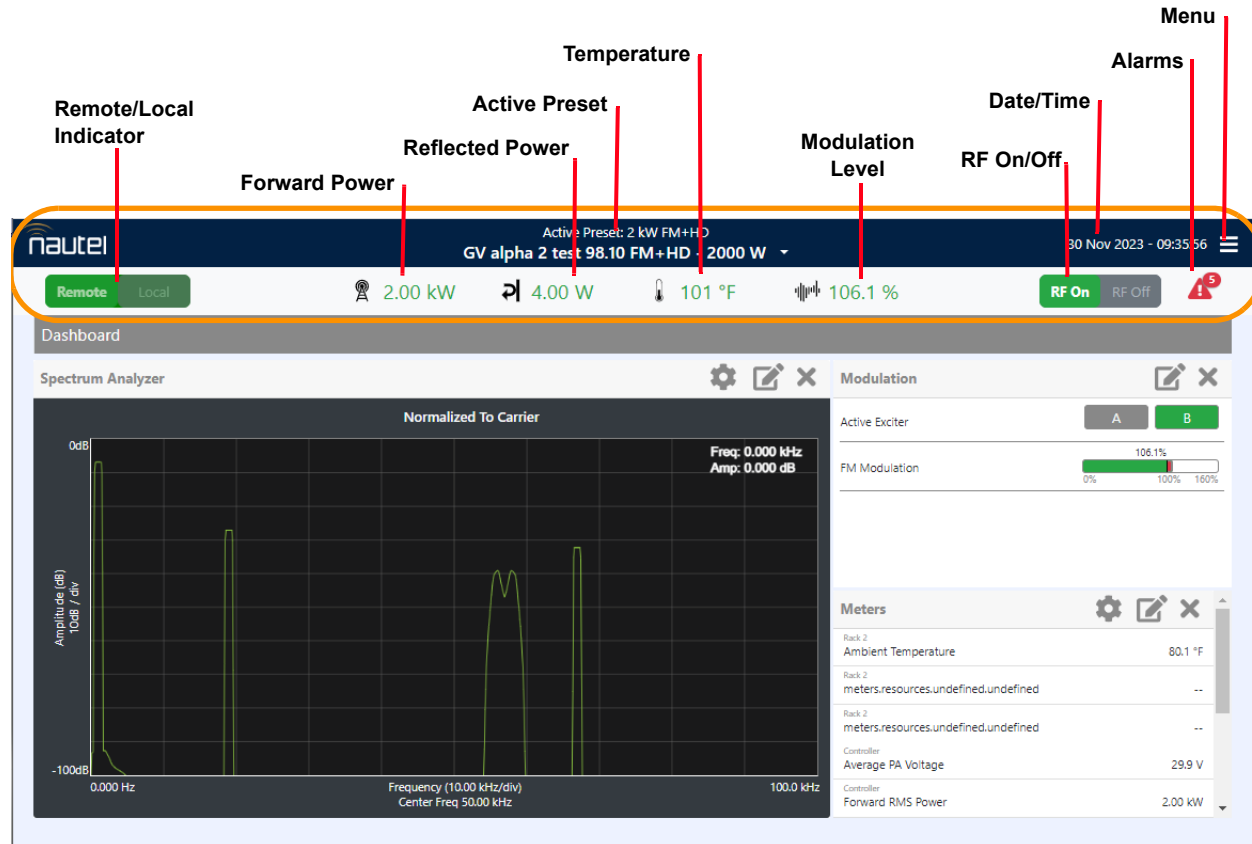 Menu
Temperature
Alarms
Remote/Local
Indicator
Active Preset
Date/Time
Reflected Power
Modulation
Level
RF On/Off
Forward Power
nautel
Active Preset: 2 kW FM+HD
GV alpha 2 test 98.10 FM+HD - 2000 W
30 Nov 2023 - 09:35:56
Remote Local
2.00 kW
4.00 W
101 °F
106.1 %
RF On RF Off
5
Dashboard
Spectrum Analyzer
Normalized To Carrier
0dB
Freq: 0.000 kHz
Amp: 0.000 dB
Amplitude (dB)
10dB / div
-100dB
0.000 Hz
Frequency (10.00 kHz/div)
Center Freq 50.00 kHz
100.0 kHz
Modulation
Active Exciter
A B
FM Modulation
106.1%
0% 100% 160%
Meters
Rack 2
Ambient Temperature 80.1 °F
Rack 2
meters.resources.undefined.undefined --
Rack 2
meters.resources.undefined.undefined --
Controller
Average PA Voltage 29.9 V
Controller
Forward RMS Power 2.00 kW